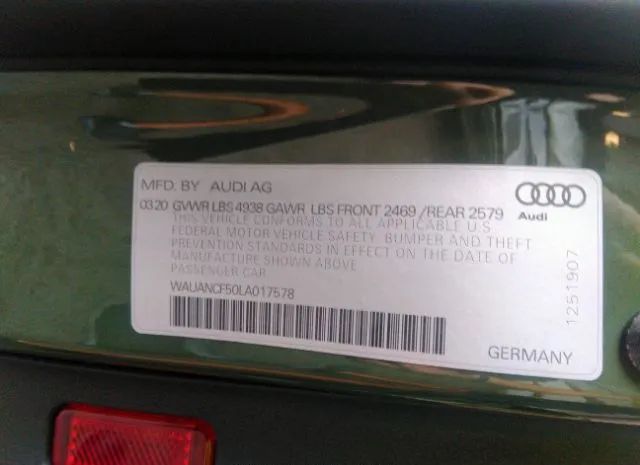 MFD. BY AUDI AG
0320 GVWR LBS 4938 GAWR LBS FRONT 2469 /REAR 2579
THIS VEHICLE CONFORMS TO ALL APPLICABLE U.S
FEDERAL MOTOR VEHICLE SAFETY, BUMPER AND THEFT
PREVENTION STANDARDS IN EFFECT ON THE DATE OF
MANUFACTURE SHOWN ABOVE
PASSENGER CAR
WAUANCF50LA017578
Audi
1251907
GERMANY